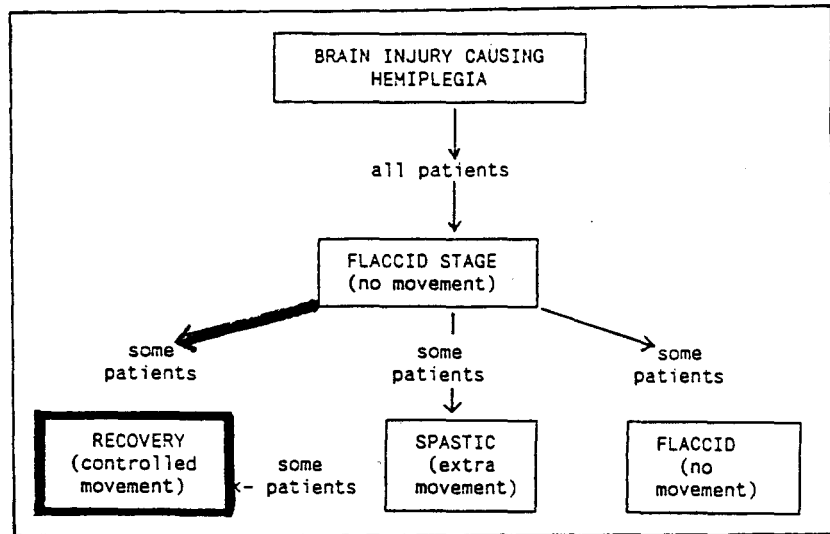 BRAIN INJURY CAUSING
HEMIPLEGIA
all patients
FLACCID STAGE
(no movement)
some
patients
some
patients
some
patients
RECOVERY
(controlled
movement)
some
<- patients
SPASTIC
(extra
movement)
FLACCID
(no
movement)